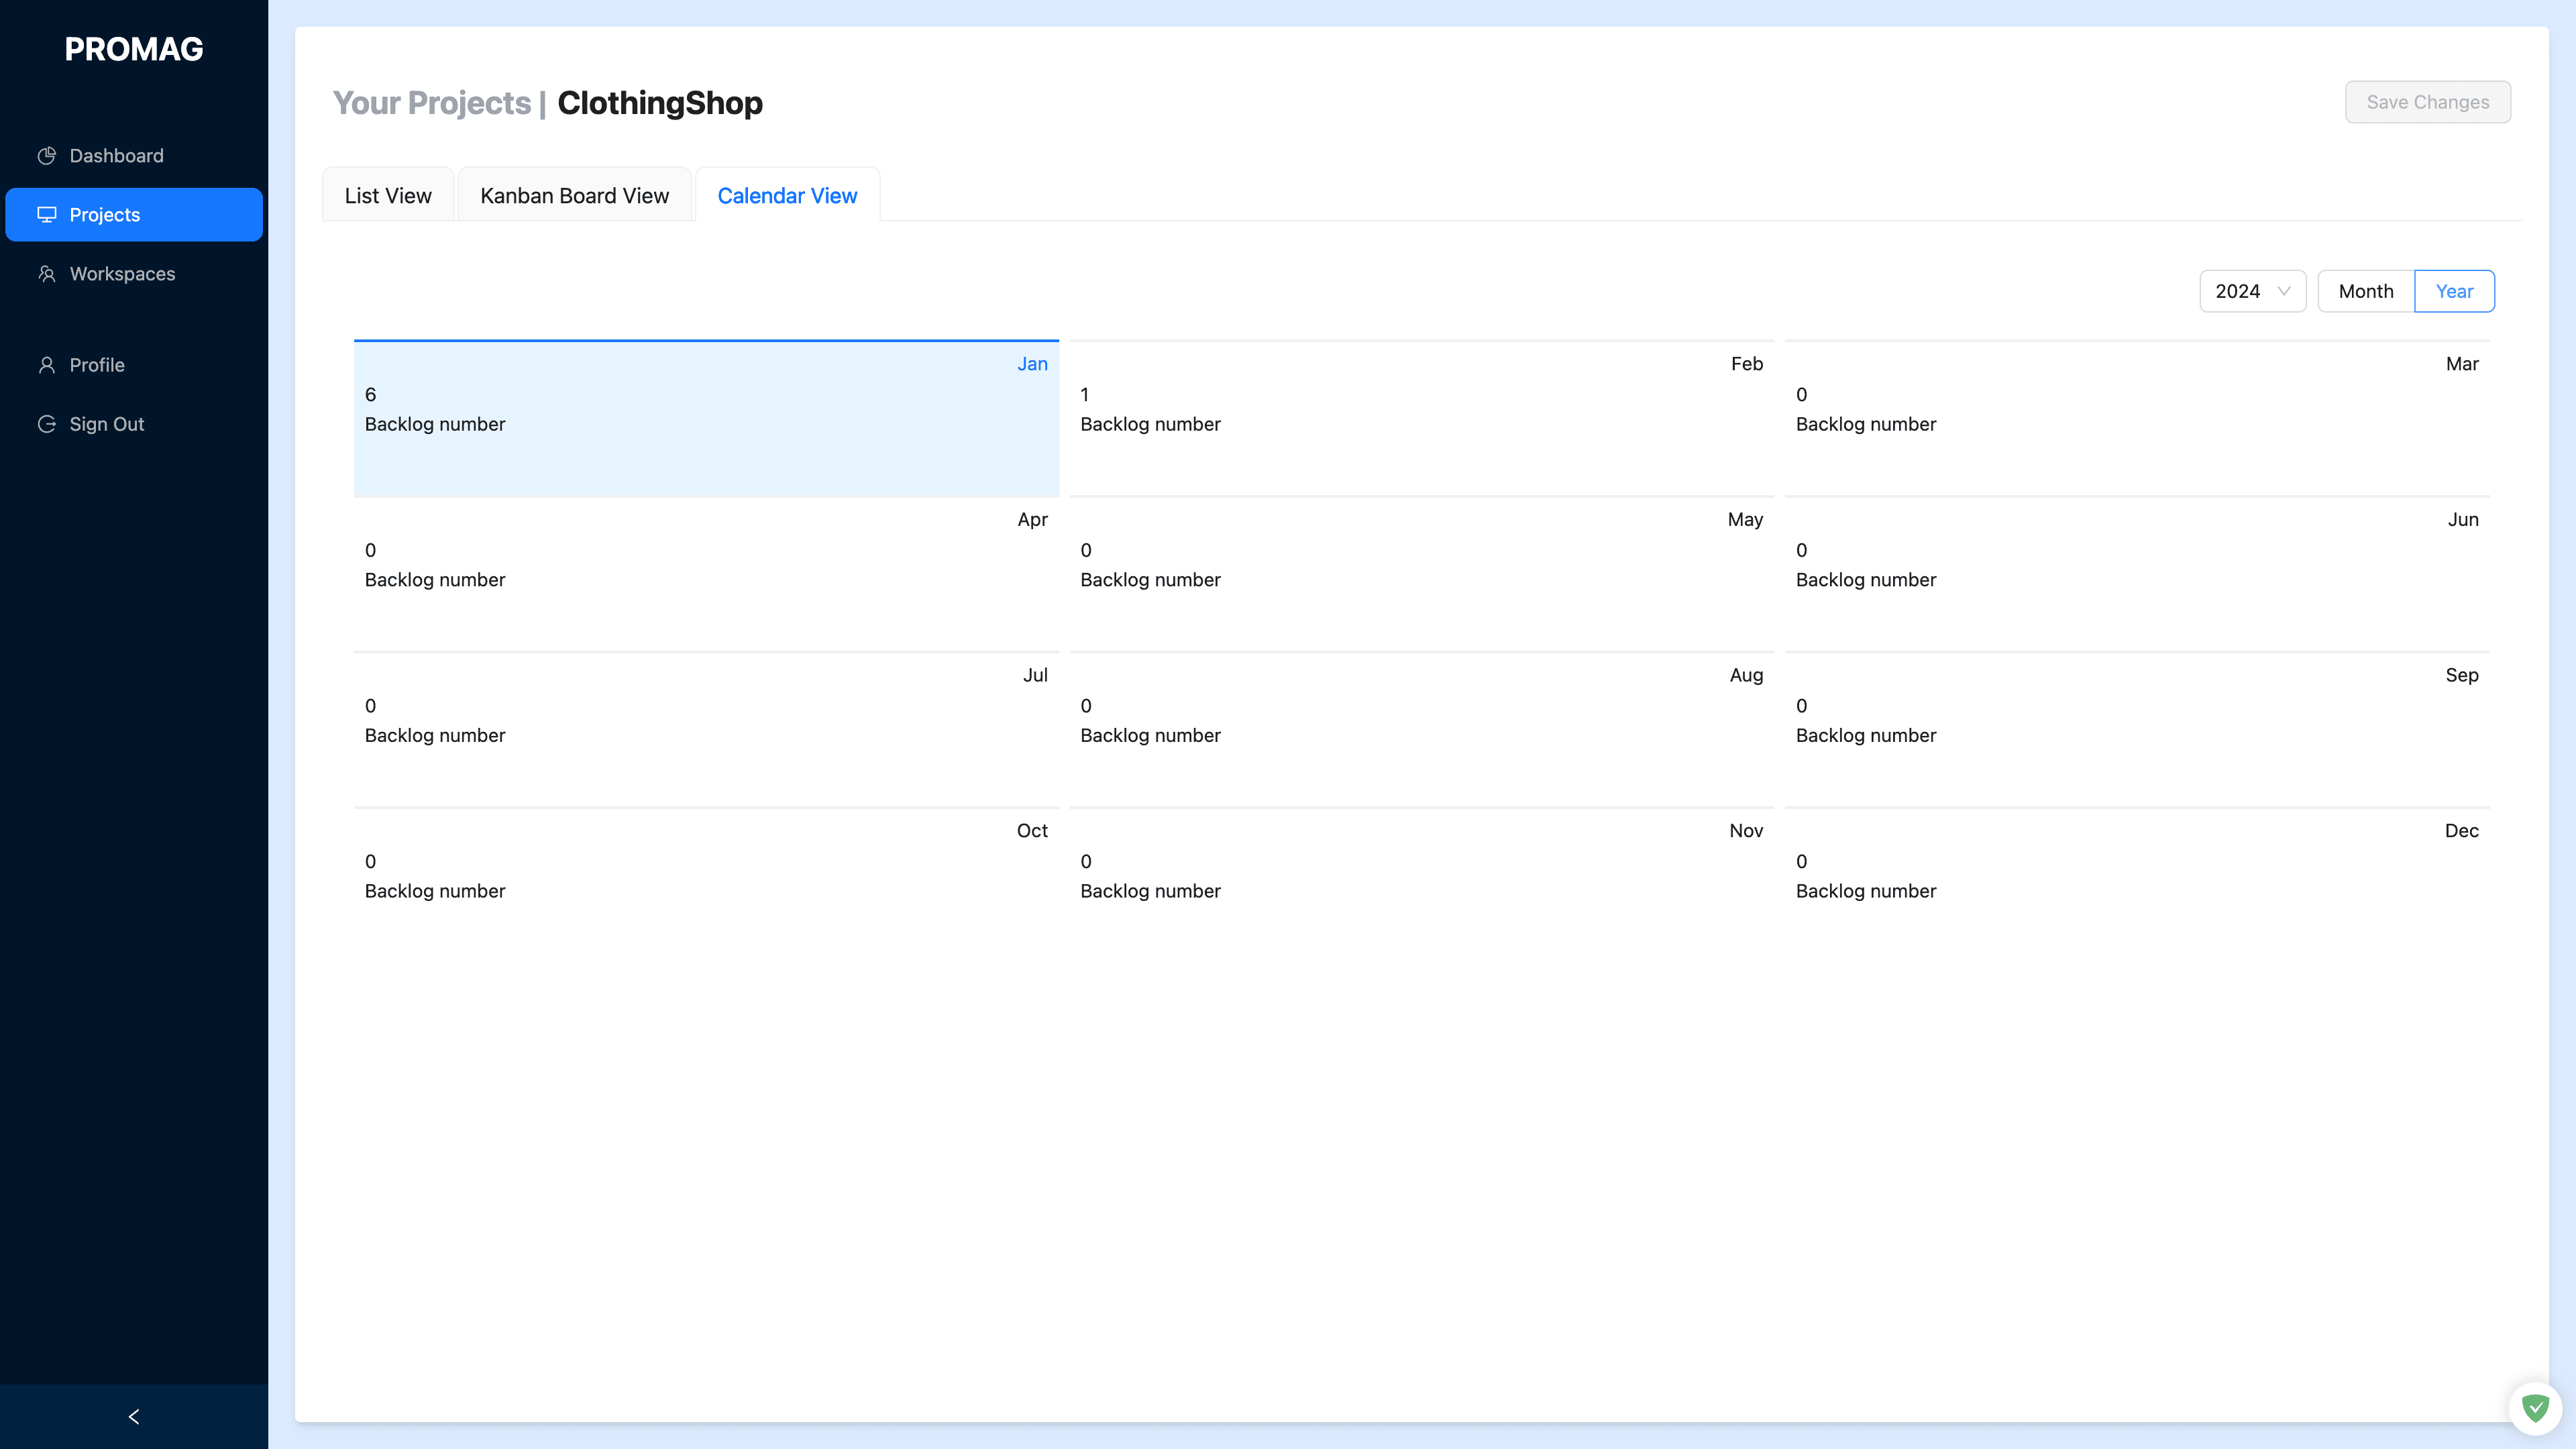 PROMAG
Dashboard
Projects
Workspaces
Profile
Sign Out
Your Projects | ClothingShop
Save Changes
List View
Kanban Board View
Calendar View
2024
Month
Year
Jan
6
Backlog number
Feb
1
Backlog number
Mar
0
Backlog number
Apr
0
Backlog number
May
0
Backlog number
Jun
0
Backlog number
Jul
0
Backlog number
Aug
0
Backlog number
Sep
0
Backlog number
Oct
0
Backlog number
Nov
0
Backlog number
Dec
0
Backlog number